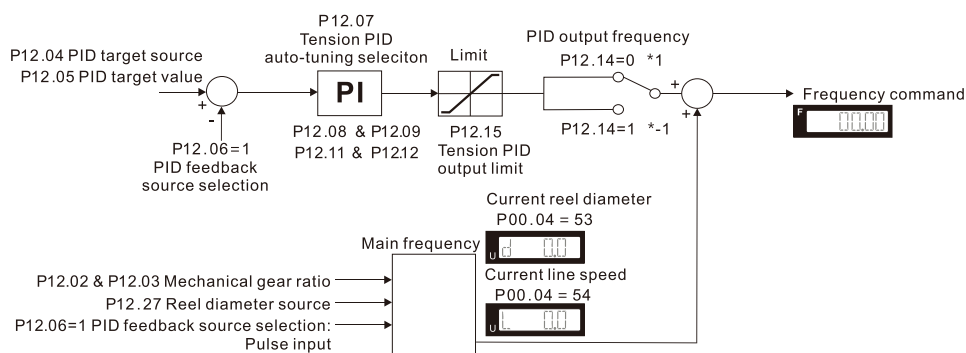 P12.07
Tension PID
auto-tuning seleciton
Limit
PID output frequency
P12.14=0 *1
P12.04 PID target source
P12.05 PID target value
+
-
PI
+
+
Frequency command
F 00.00
P12.08 & P12.09
P12.11 & P12.12
P12.15
Tension PID
output limit
P12.14=1 *-1
P12.06=1
PID feedback
source selection
Current reel diameter
P00.04 = 53
U d 0.0
Main frequency
Current line speed
P00.04 = 54
U L 0.0
P12.02 & P12.03 Mechanical gear ratio
P12.27 Reel diameter source
P12.06=1 PID feedback source selection:
Pulse input